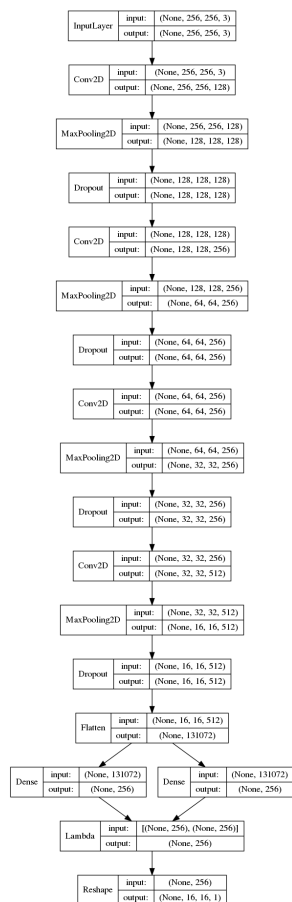 InputLayer input: (None, 256, 256, 3)
output: (None, 256, 256, 3)
Conv2D input: (None, 256, 256, 3)
output: (None, 256, 256, 128)
MaxPooling2D input: (None, 256, 256, 128)
output: (None, 128, 128, 128)
Dropout input: (None, 128, 128, 128)
output: (None, 128, 128, 128)
Conv2D input: (None, 128, 128, 128)
output: (None, 128, 128, 256)
MaxPooling2D input: (None, 128, 128, 256)
output: (None, 64, 64, 256)
Dropout input: (None, 64, 64, 256)
output: (None, 64, 64, 256)
Conv2D input: (None, 64, 64, 256)
output: (None, 64, 64, 256)
MaxPooling2D input: (None, 64, 64, 256)
output: (None, 32, 32, 256)
Dropout input: (None, 32, 32, 256)
output: (None, 32, 32, 256)
Conv2D input: (None, 32, 32, 256)
output: (None, 32, 32, 512)
MaxPooling2D input: (None, 32, 32, 512)
output: (None, 16, 16, 512)
Dropout input: (None, 16, 16, 512)
output: (None, 16, 16, 512)
Flatten input: (None, 16, 16, 512)
output: (None, 131072)
Dense input: (None, 131072)
output: (None, 256)
Dense input: (None, 131072)
output: (None, 256)
Lambda input: [(None, 256), (None, 256)]
output: (None, 256)
Reshape input: (None, 256)
output: (None, 16, 16, 1)